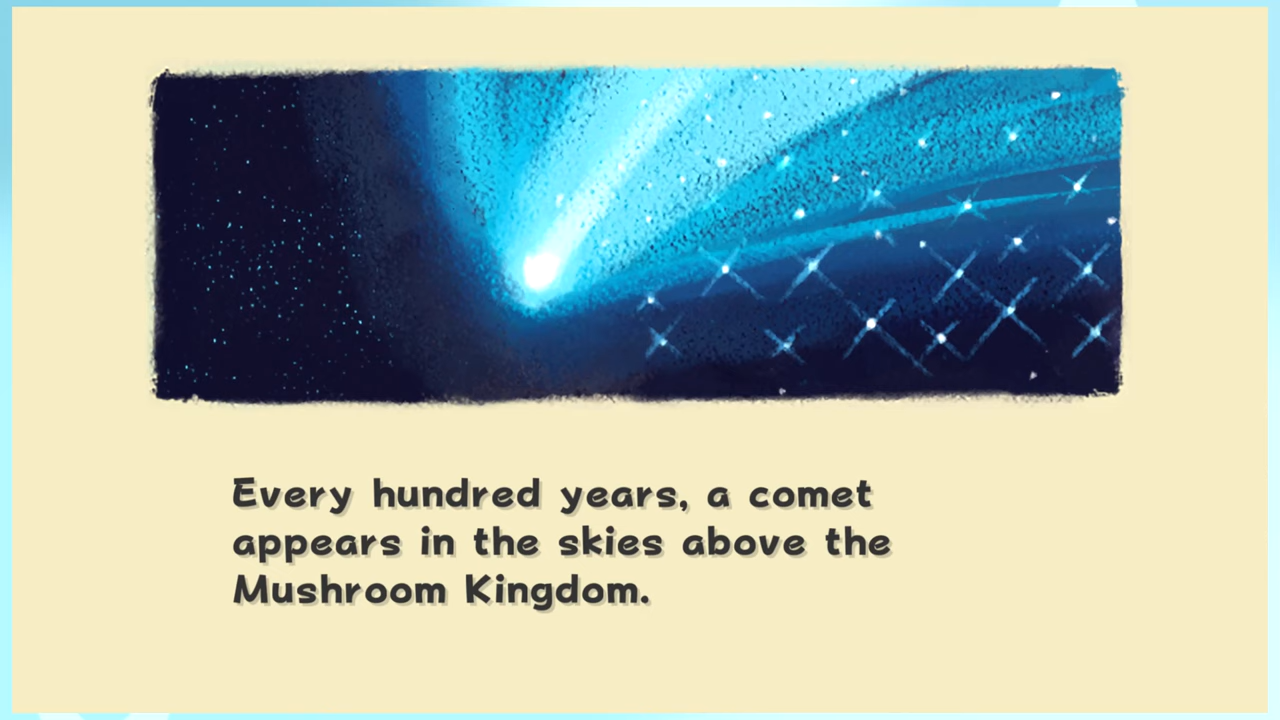 Every hundred years, a comet
appears in the skies above the
Mushroom Kingdom.